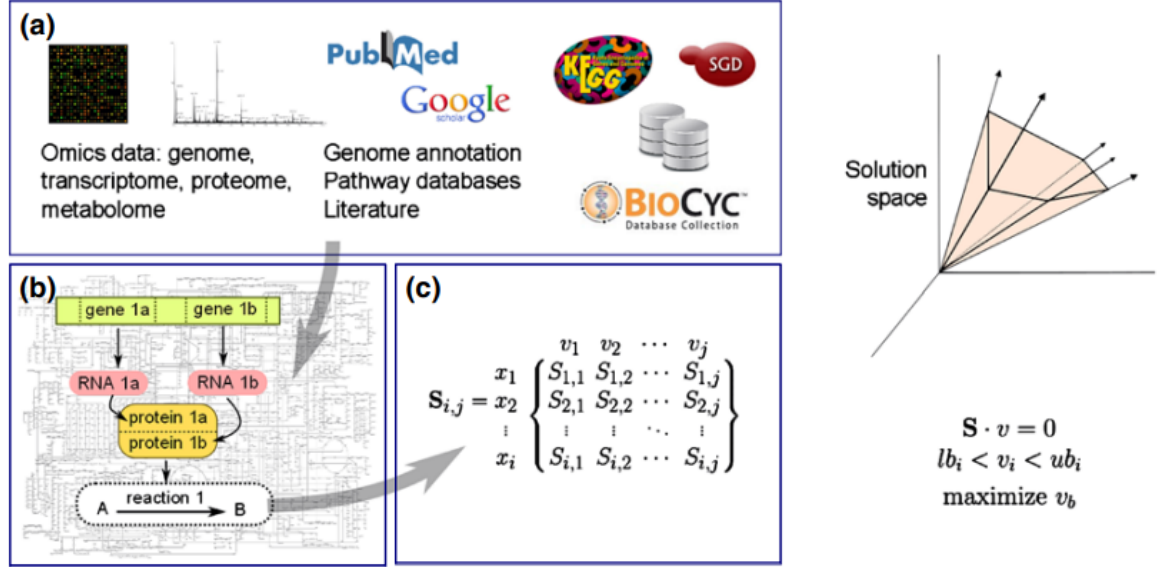 (a)
PubMed
Google
scholar
KEGG
SGD
BIOCYC
Database Collection
Omics data: genome,
transcriptome, proteome,
metabolome
Genome annotation
Pathway databases
Literature
(b)
gene 1a
gene 1b
RNA 1a
RNA 1b
protein 1a
protein 1b
reaction 1
A
B
(c)
v₁ v₂ ⋯ vⱼ
x₁ S₁,₁ S₁,₂ ⋯ S₁,ⱼ
Sᵢ,ⱼ = x₂ S₂,₁ S₂,₂ ⋯ S₂,ⱼ
⋮ ⋮ ⋮ ⋱ ⋮
xᵢ Sᵢ,₁ Sᵢ,₂ ⋯ Sᵢ,ⱼ
Solution
space
S · v = 0
lbᵢ < vᵢ < ubᵢ
maximize v_b